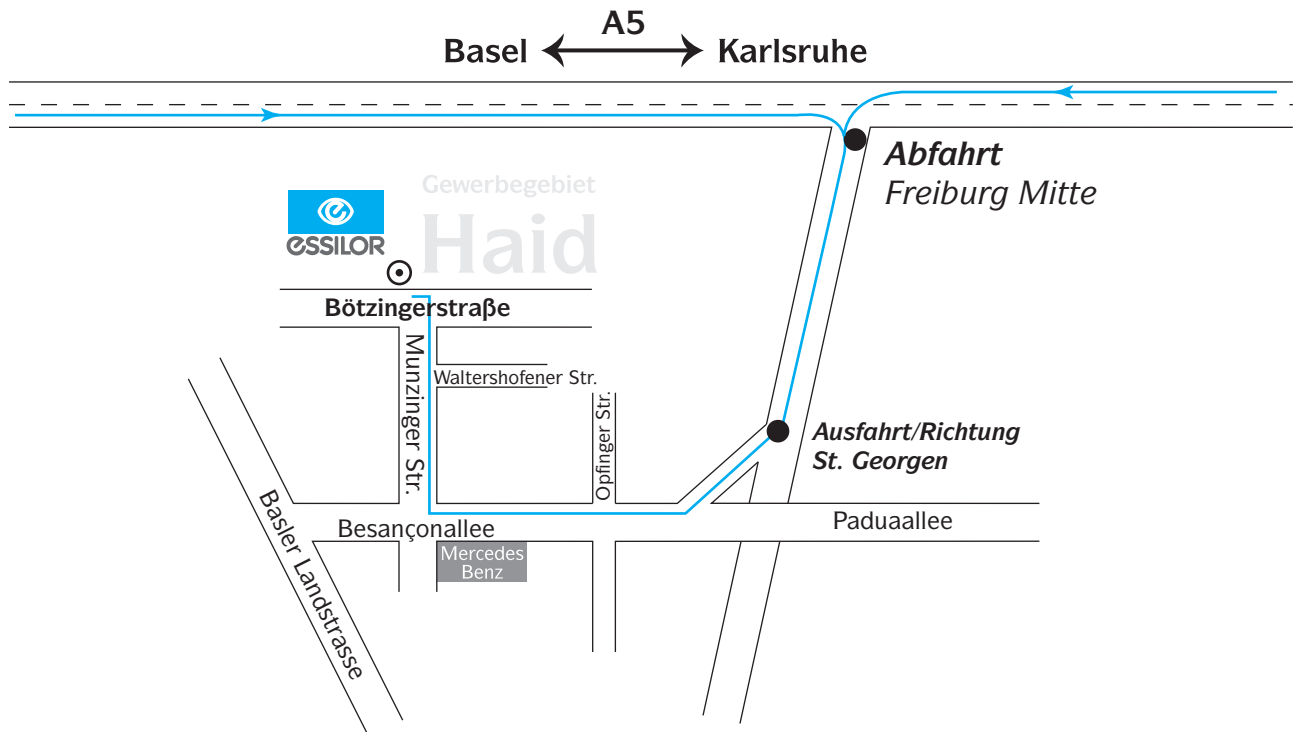 A5
Basel
Karlsruhe
Abfahrt
Freiburg Mitte
Gewerbegebiet
Haid
essilor
Bötzingerstraße
Munzinger Str.
Waltershofener Str.
Opfinger Str.
Ausfahrt/Richtung
St. Georgen
Besançonallee
Paduaallee
Mercedes
Benz
Basler Landstrasse